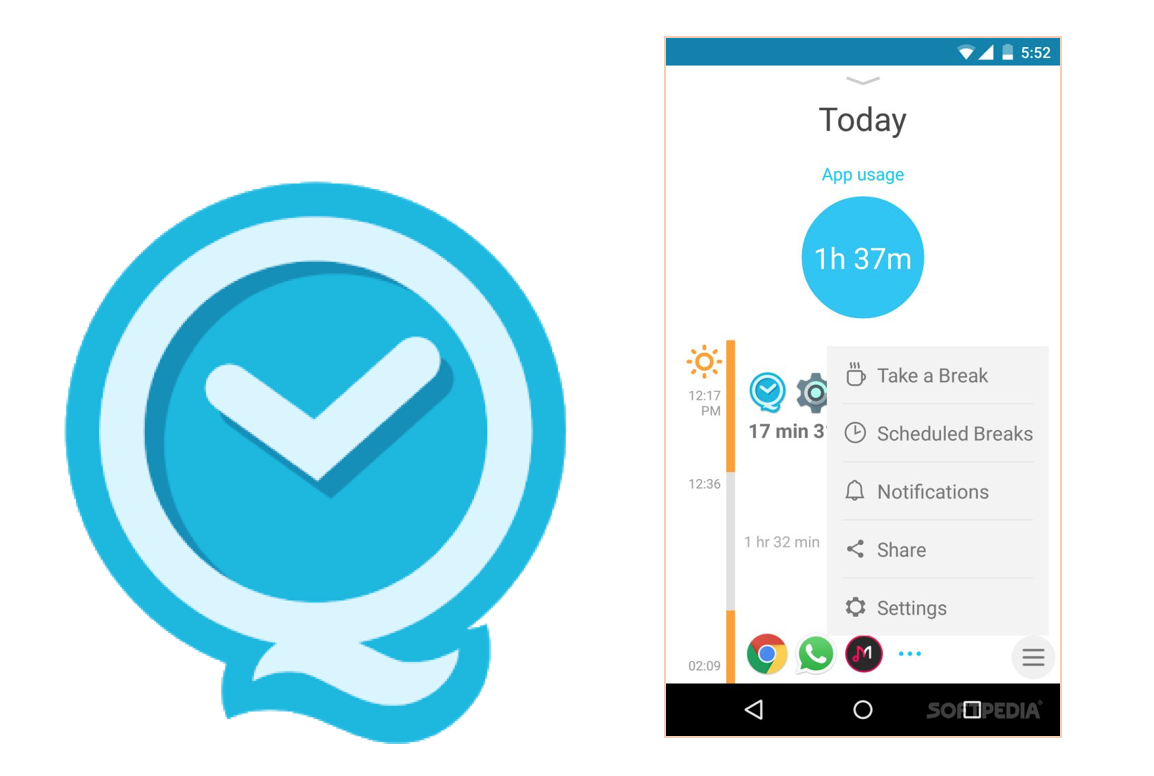 5:52
Today
App usage
1h 37m
12:17
PM
17 min 3
12:36
1 hr 32 min
02:09
Take a Break
Scheduled Breaks
Notifications
Share
Settings
SOFTPEDIA